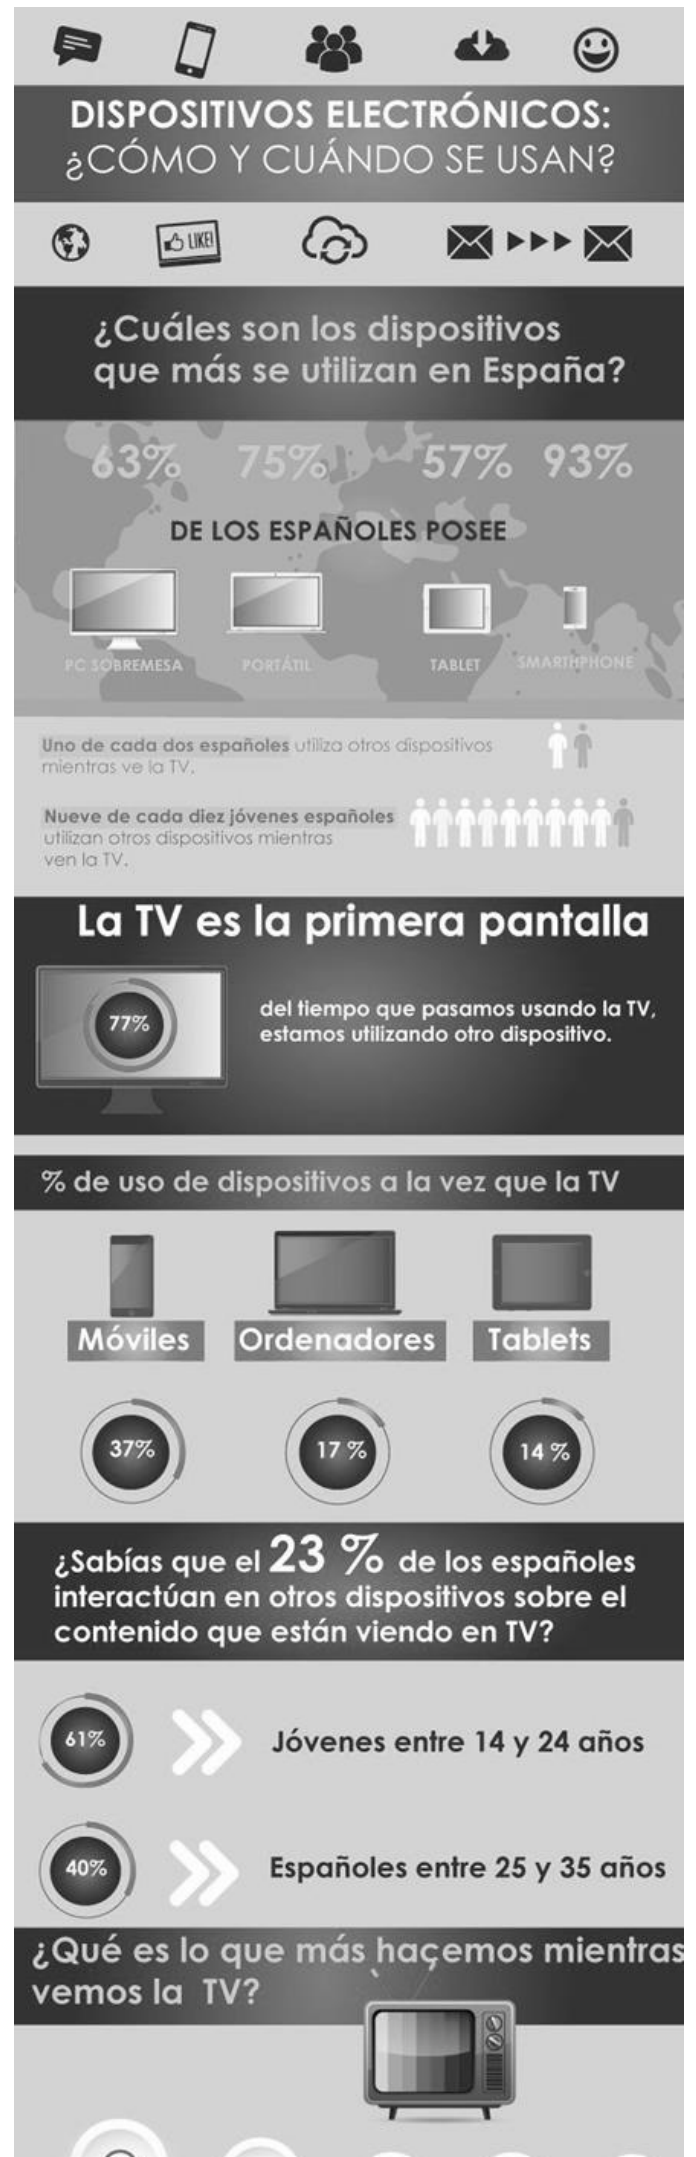 LIKE!
DISPOSITIVOS ELECTRÓNICOS:
¿CÓMO Y CUÁNDO SE USAN?
¿Cuáles son los dispositivos
que más se utilizan en España?
63% 75% 57% 93%
DE LOS ESPAÑOLES POSEE
PC SOBREMESA PORTÁTIL TABLET SMARTHPHONE
Uno de cada dos españoles utiliza otros dispositivos
mientras ve la TV.
Nueve de cada diez jóvenes españoles
utilizan otros dispositivos mientras
ven la TV.
La TV es la primera pantalla
77%
del tiempo que pasamos usando la TV,
estamos utilizando otro dispositivo.
% de uso de dispositivos a la vez que la TV
Móviles Ordenadores Tablets
37% 17 % 14 %
¿Sabías que el 23 % de los españoles
interactúan en otros dispositivos sobre el
contenido que están viendo en TV?
61% Jóvenes entre 14 y 24 años
40% Españoles entre 25 y 35 años
¿Qué es lo que más hacemos mientras
vemos la TV?